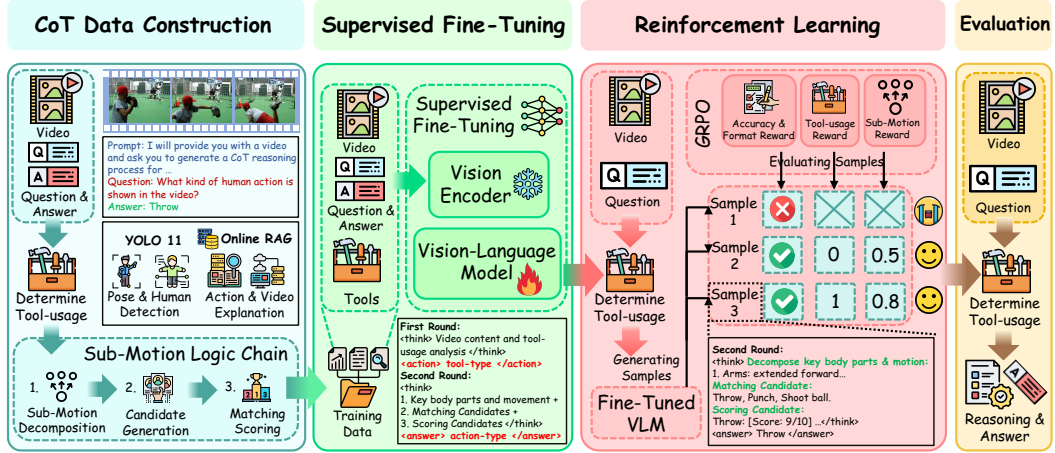 CoT Data Construction
Video
Q
A
Question &
Answer
Prompt: I will provide you with a video
and ask you to generate a CoT reasoning
process for ...
Question: What kind of human action is
shown in the video?
Answer: Throw
Determine
Tool-usage
YOLO 11
Online RAG
Pose & Human
Detection
Action & Video
Explanation
Sub-Motion Logic Chain
1.
Sub-Motion
Decomposition
2.
Candidate
Generation
3.
Matching
Scoring
Supervised Fine-Tuning
Video
Q
A
Question &
Answer
Tools
Supervised
Fine-Tuning
Vision
Encoder
Vision-Language
Model
Training
Data
First Round:
<think> Video content and tool-
usage analysis </think>
<action> tool-type </action>
Second Round:
<think>
1. Key body parts and movement +
2. Matching Candidates +
3. Scoring Candidates </think>
<answer> action-type </answer>
Reinforcement Learning
Video
Q
Question
Determine
Tool-usage
Generating
Samples
Fine-Tuned
VLM
GRPO
Accuracy &
Format Reward
Tool-usage
Reward
Sub-Motion
Reward
Evaluating Samples
Sample
1
Sample
2
0
0.5
Sample
3
1
0.8
Second Round:
<think> Decompose key body parts & motion:
1. Arms: extended forward...
Matching Candidate:
Throw, Punch, Shoot ball.
Scoring Candidate:
Throw: [Score: 9/10] ...</think>
<answer> Throw </answer>
Evaluation
Video
Q
Question
Determine
Tool-usage
A
Reasoning &
Answer